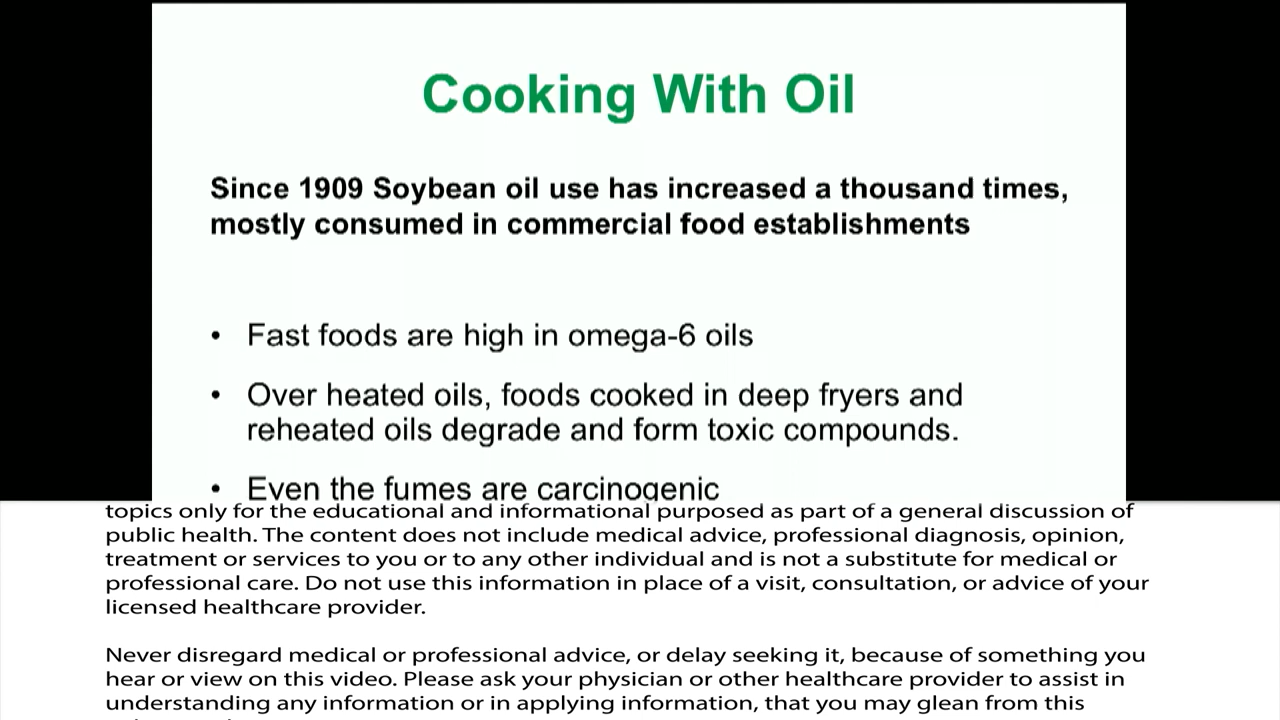 Cooking With Oil
Since 1909 Soybean oil use has increased a thousand times,
mostly consumed in commercial food establishments
• Fast foods are high in omega-6 oils
• Over heated oils, foods cooked in deep fryers and
reheated oils degrade and form toxic compounds.
• Even the fumes are carcinogenic
topics only for the educational and informational purposed as part of a general discussion of
public health. The content does not include medical advice, professional diagnosis, opinion,
treatment or services to you or to any other individual and is not a substitute for medical or
professional care. Do not use this information in place of a visit, consultation, or advice of your
licensed healthcare provider.
Never disregard medical or professional advice, or delay seeking it, because of something you
hear or view on this video. Please ask your physician or other healthcare provider to assist in
understanding any information or in applying information, that you may glean from this